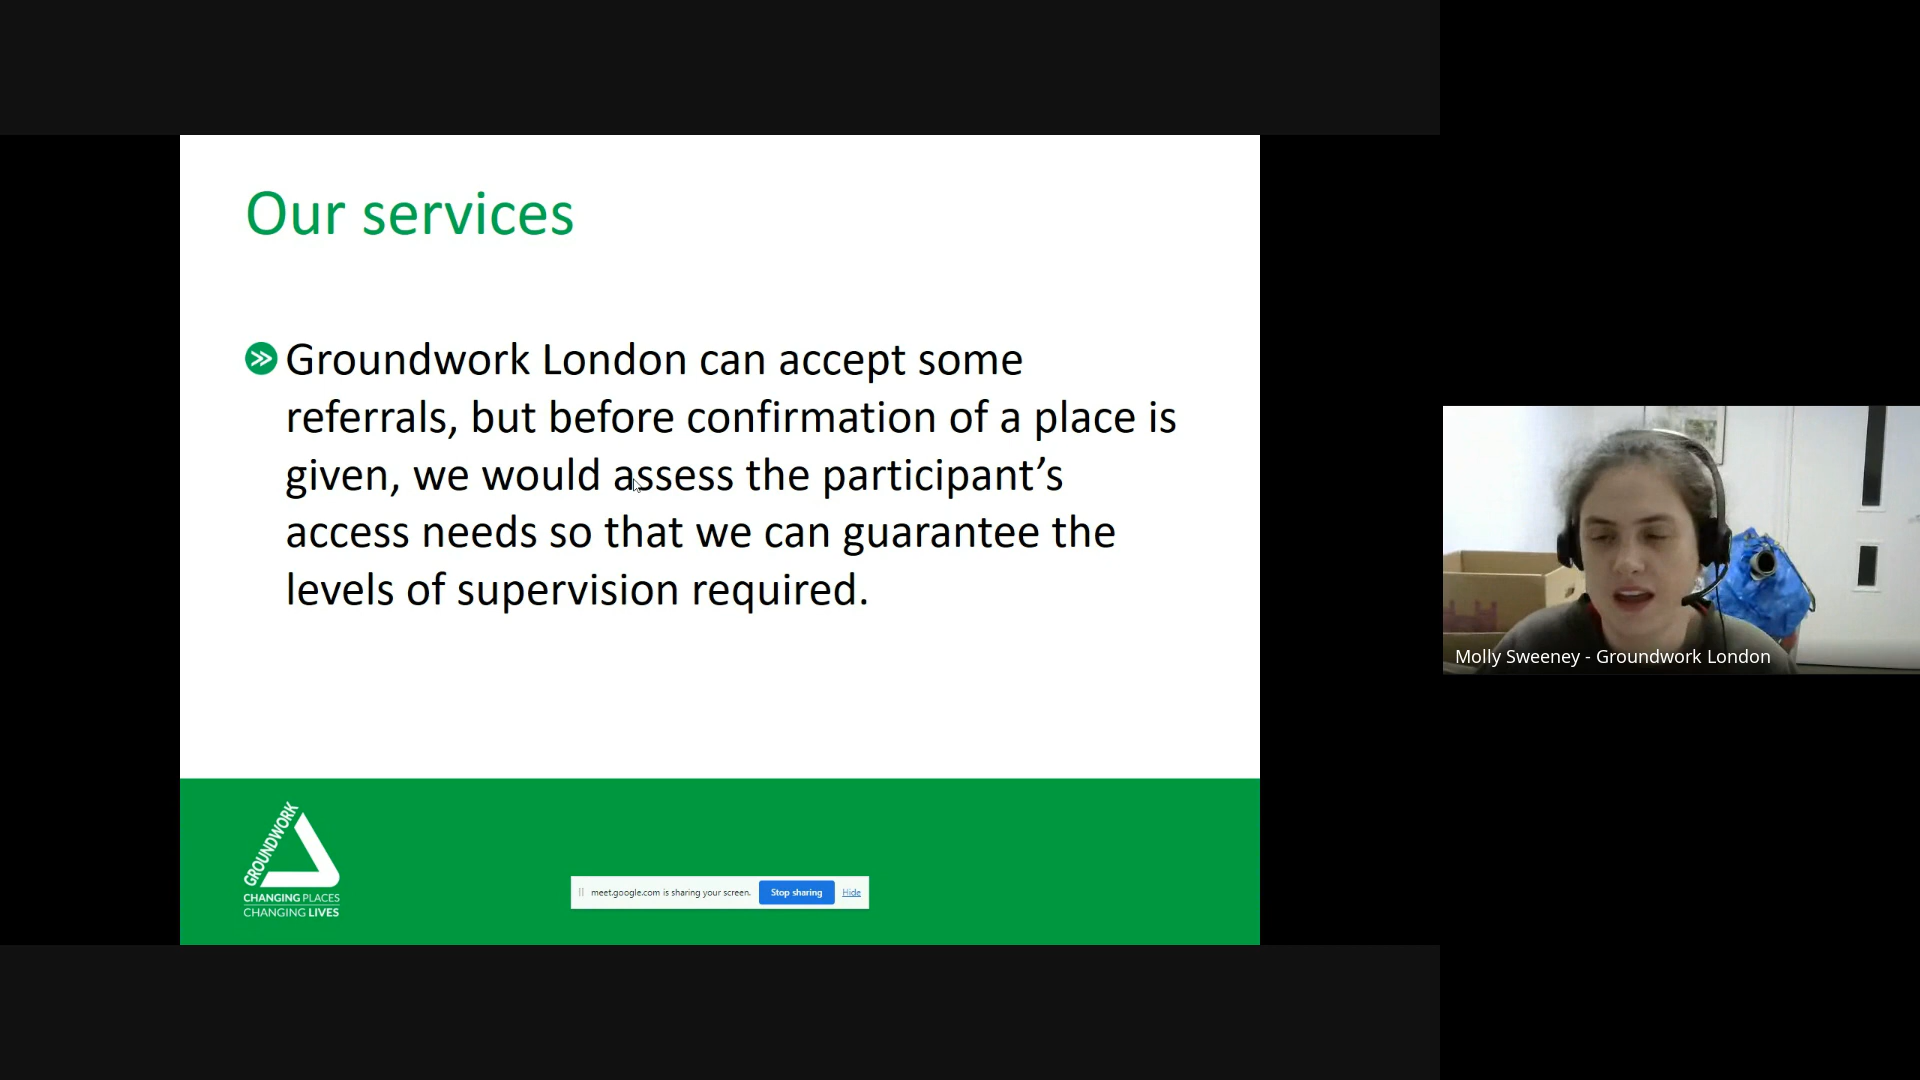 Our services
Groundwork London can accept some
referrals, but before confirmation of a place is
given, we would assess the participant’s
access needs so that we can guarantee the
levels of supervision required.
Molly Sweeney - Groundwork London
GROUNDWORK
CHANGING PLACES
CHANGING LIVES
meet.google.com is sharing your screen. Stop sharing Hide